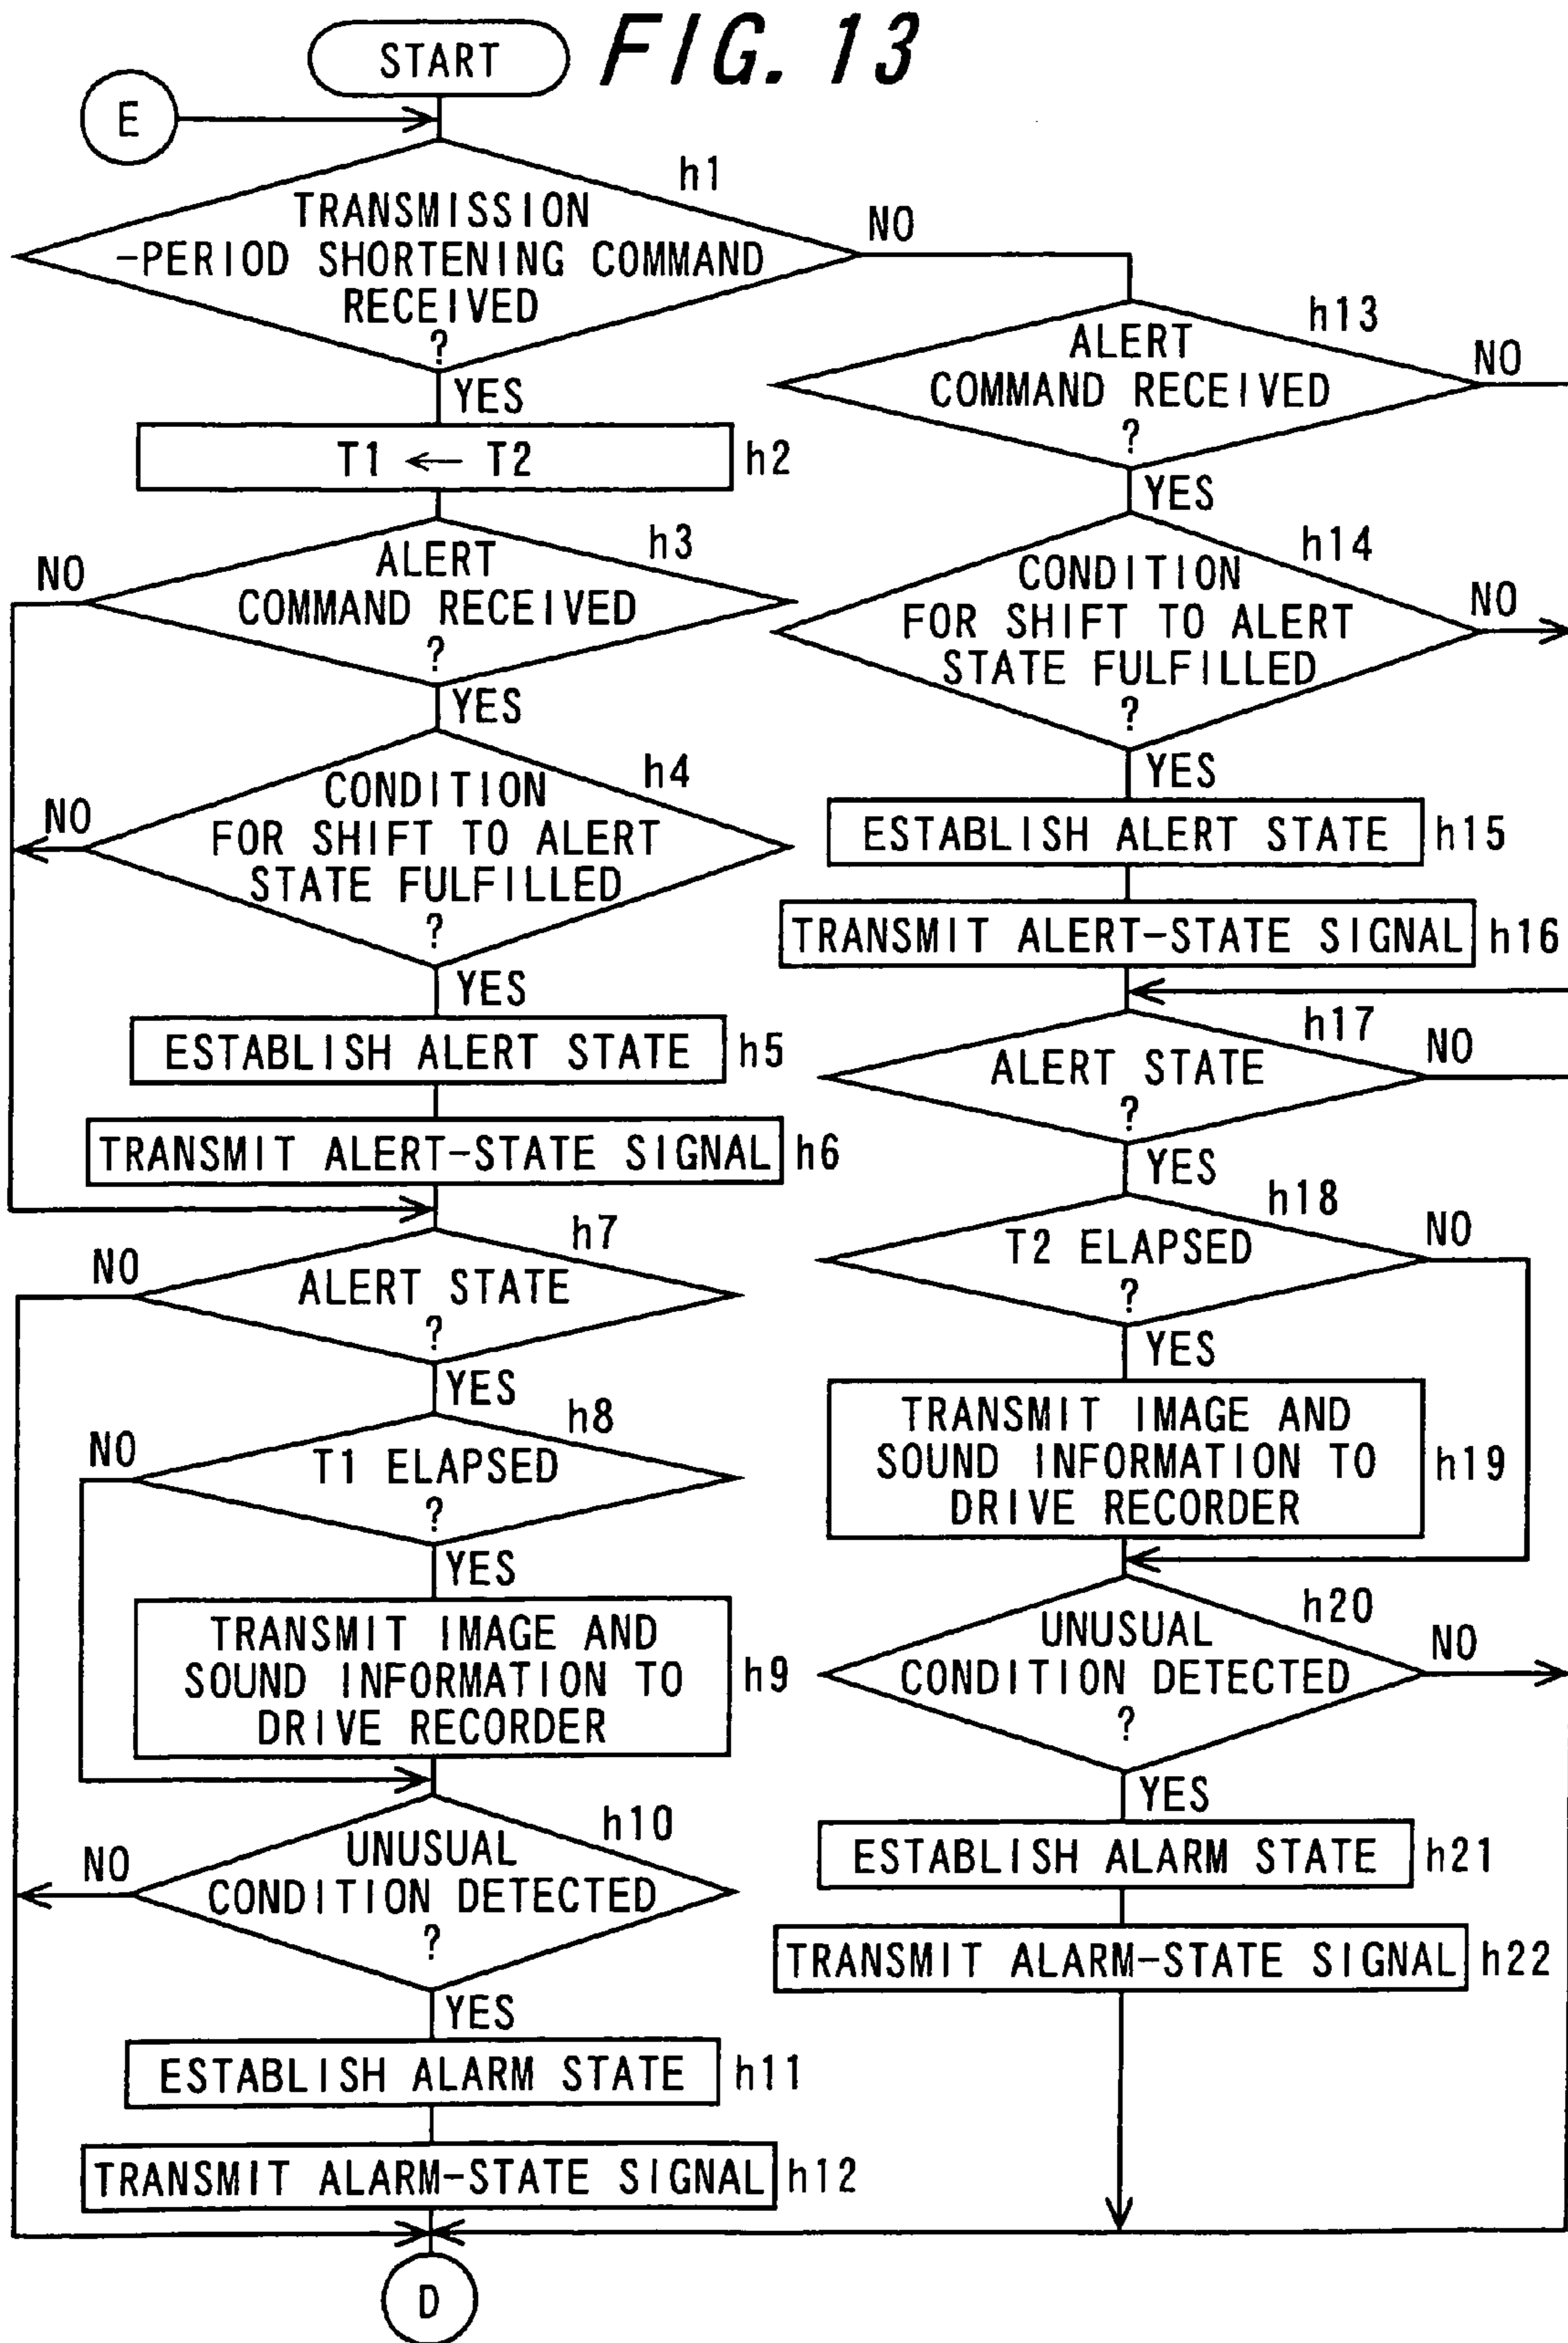 START
FIG. 13
E
h1
TRANSMISSION
-PERIOD SHORTENING COMMAND
RECEIVED
?
NO
YES
T1 ← T2
h2
h3
ALERT
COMMAND RECEIVED
?
NO
YES
h4
CONDITION
FOR SHIFT TO ALERT
STATE FULFILLED
?
NO
YES
ESTABLISH ALERT STATE
h5
TRANSMIT ALERT-STATE SIGNAL
h6
h7
ALERT STATE
?
NO
YES
h8
T1 ELAPSED
?
NO
YES
TRANSMIT IMAGE AND
SOUND INFORMATION TO
DRIVE RECORDER
h9
h10
UNUSUAL
CONDITION DETECTED
?
NO
YES
ESTABLISH ALARM STATE
h11
TRANSMIT ALARM-STATE SIGNAL
h12
h13
ALERT
COMMAND RECEIVED
?
NO
YES
h14
CONDITION
FOR SHIFT TO ALERT
STATE FULFILLED
?
NO
YES
ESTABLISH ALERT STATE
h15
TRANSMIT ALERT-STATE SIGNAL
h16
h17
ALERT STATE
?
NO
YES
h18
T2 ELAPSED
?
NO
YES
TRANSMIT IMAGE AND
SOUND INFORMATION TO
DRIVE RECORDER
h19
h20
UNUSUAL
CONDITION DETECTED
?
NO
YES
ESTABLISH ALARM STATE
h21
TRANSMIT ALARM-STATE SIGNAL
h22
D